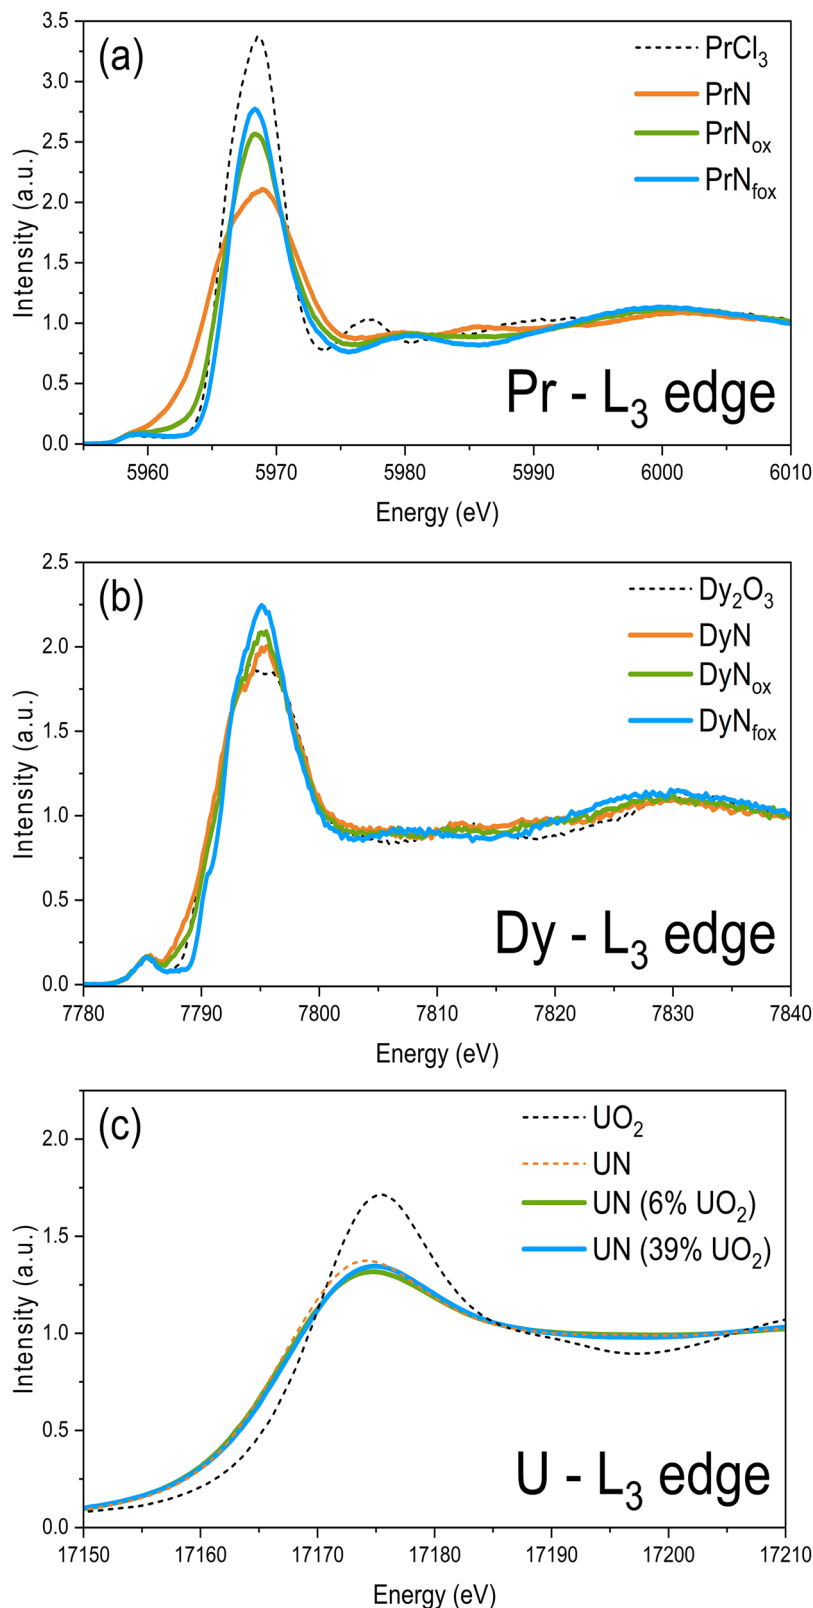 (a)
PrCl₃
PrN
PrNox
PrNfox
3.5
3.0
2.5
2.0
1.5
1.0
0.5
0.0
Intensity (a.u.)
Pr - L₃ edge
5960 5970 5980 5990 6000 6010
Energy (eV)
(b)
Dy₂O₃
DyN
DyNox
DyNfox
2.5
2.0
1.5
1.0
0.5
0.0
Intensity (a.u.)
Dy - L₃ edge
7780 7790 7800 7810 7820 7830 7840
Energy (eV)
(c)
UO₂
UN
UN (6% UO₂)
UN (39% UO₂)
2.0
1.5
1.0
0.5
0.0
Intensity (a.u.)
U - L₃ edge
17150 17160 17170 17180 17190 17200 17210
Energy (eV)